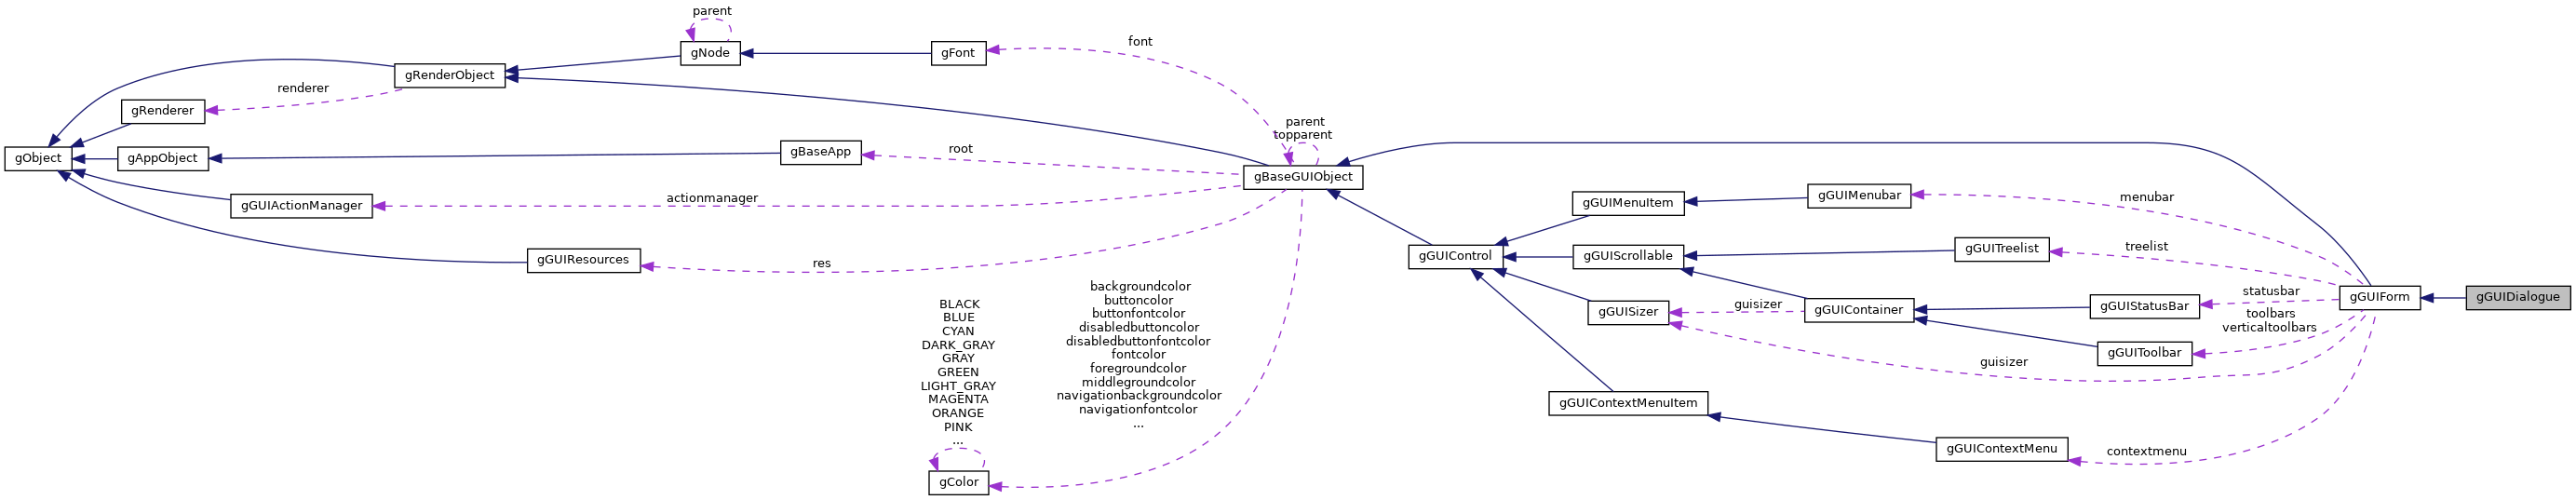 parent
gNode
gFont
font
gRenderObject
renderer
gRenderer
gObject
gAppObject
gBaseApp
root
parent
topparent
gBaseGUIObject
gGUIActionManager
actionmanager
gGUIResources
res
BLACK
BLUE
CYAN
DARK_GRAY
GRAY
GREEN
LIGHT_GRAY
MAGENTA
ORANGE
PINK
...
gColor
backgroundcolor
buttoncolor
buttonfontcolor
disabledbuttoncolor
disabledbuttonfontcolor
fontcolor
foregroundcolor
middlegroundcolor
navigationbackgroundcolor
navigationfontcolor
...
gGUIControl
gGUIMenuItem
gGUIMenubar
menubar
gGUIScrollable
gGUITreelist
treelist
gGUISizer
guisizer
gGUIContainer
gGUIStatusBar
statusbar
toolbars
verticaltoolbars
gGUIToolbar
guisizer
gGUIContextMenuItem
gGUIContextMenu
contextmenu
gGUIForm
gGUIDialogue